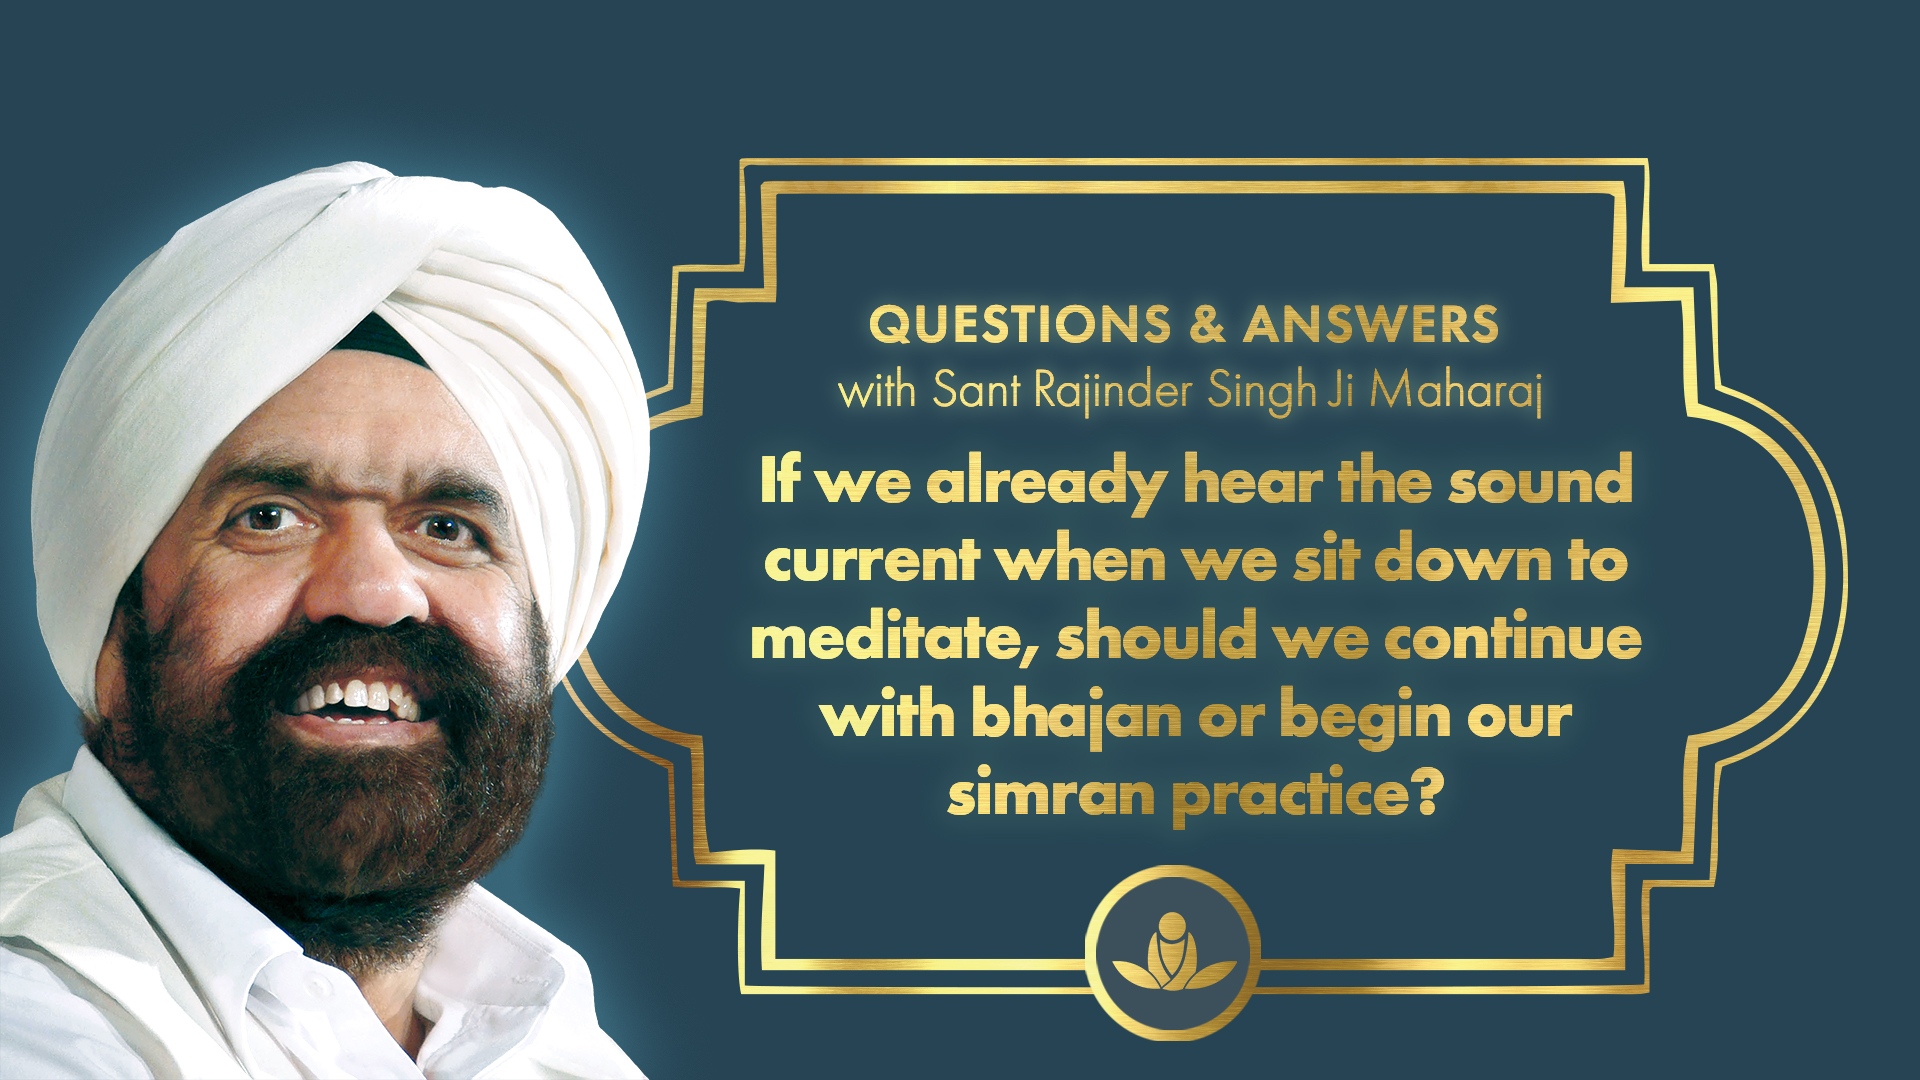 QUESTIONS & ANSWERS
with Sant Rajinder Singh Ji Maharaj
If we already hear the sound
current when we sit down to
meditate, should we continue
with bhajan or begin our
simran practice?